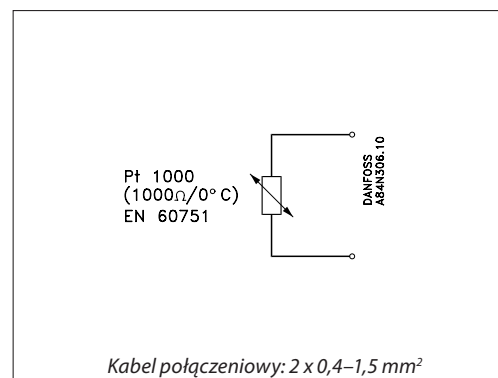 Pt 1000
(1000Ω/0°C)
EN 60751
DANFOSS
A84N306.10
Kabel połączeniowy: 2 x 0,4–1,5 mm²